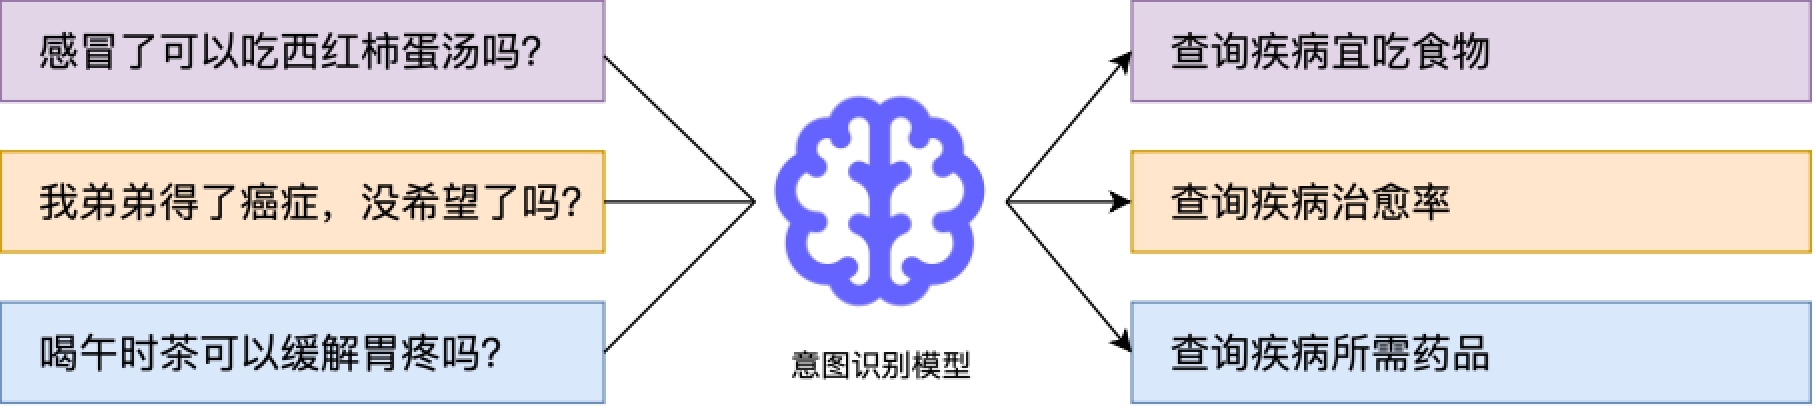 感冒了可以吃西红柿蛋汤吗?
查询疾病宜吃食物
我弟弟得了癌症，没希望了吗?
查询疾病治愈率
喝午时茶可以缓解胃疼吗?
查询疾病所需药品
意图识别模型